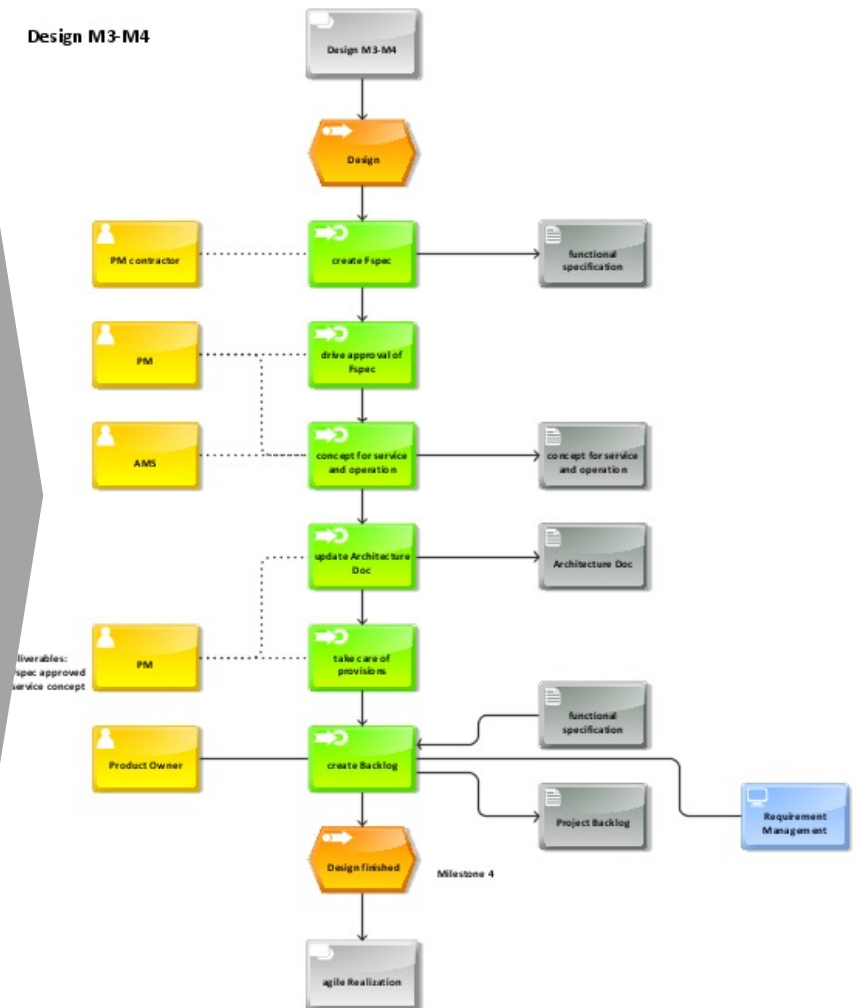 Design M3-M4
Design M3-M4
Design
PM contractor
create Fspec
functional
specification
PM
drive approval of
Fspec
AMS
concept for service
and operation
concept for service
and operation
update Architecture
Doc
Architecture Doc
liverables:
spec approved
service concept
PM
take care of
provisions
functional
specification
Product Owner
create Backlog
Project Backlog
Requirement
Management
Design finished
Milestone 4
agile Realization